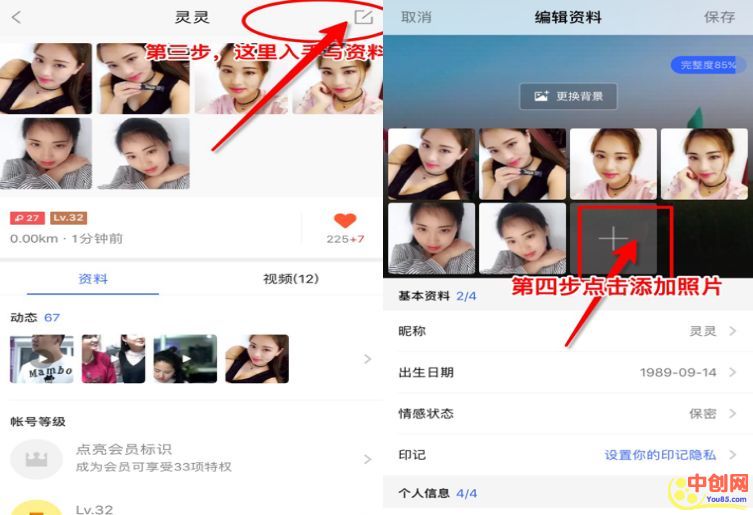 灵灵
第三步，这里入手写资料
27
Lv.32
0.00km · 1分钟前
225+7
资料
视频(12)
动态 67
Mambo
帐号等级
点亮会员标识
成为会员可享受33项特权
Lv.32
取消
编辑资料
保存
完整度85%
更换背景
第四步点击添加照片
基本资料 2/4
昵称
灵灵
出生日期
1989-09-14
情感状态
保密
印记
设置你的印记隐私
个人信息 4/4
中创网
You85.com